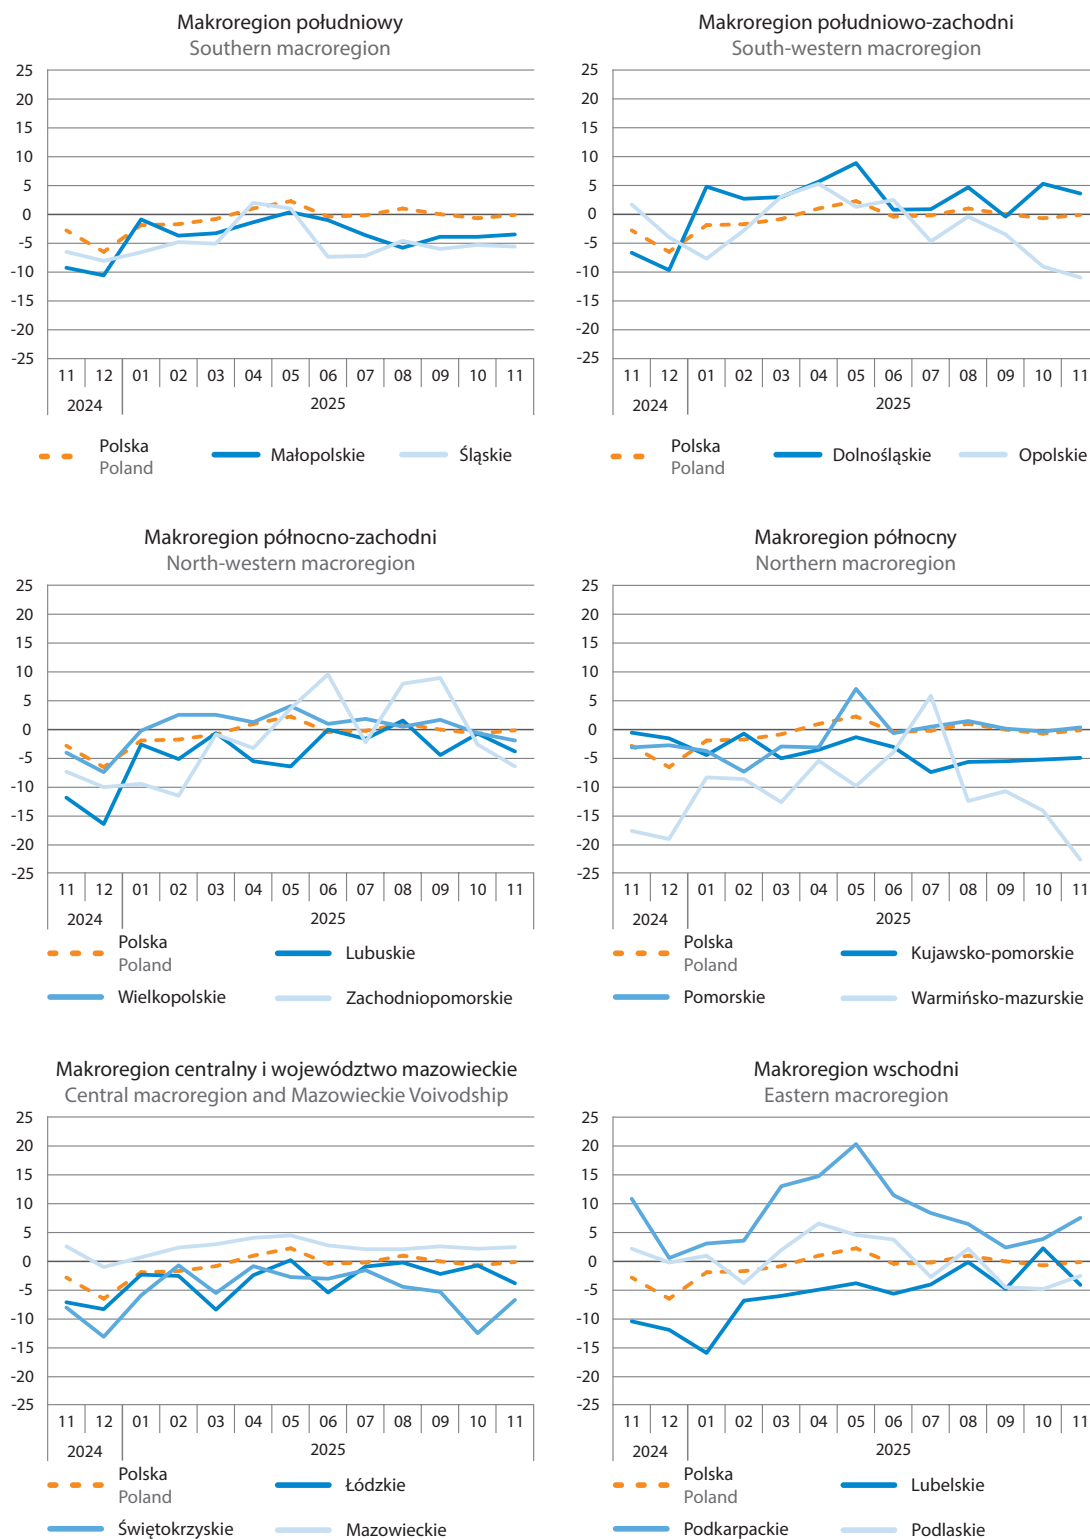 Makroregion południowy
Southern macroregion
25
20
15
10
5
0
-5
-10
-15
-20
-25
11 12 01 02 03 04 05 06 07 08 09 10 11
2024 2025
Polska
Poland
Małopolskie
Śląskie
Makroregion południowo-zachodni
South-western macroregion
25
20
15
10
5
0
-5
-10
-15
-20
-25
11 12 01 02 03 04 05 06 07 08 09 10 11
2024 2025
Polska
Poland
Dolnośląskie
Opolskie
Makroregion północno-zachodni
North-western macroregion
25
20
15
10
5
0
-5
-10
-15
-20
-25
11 12 01 02 03 04 05 06 07 08 09 10 11
2024 2025
Polska
Poland
Lubuskie
Wielkopolskie
Zachodniopomorskie
Makroregion północny
Northern macroregion
25
20
15
10
5
0
-5
-10
-15
-20
-25
11 12 01 02 03 04 05 06 07 08 09 10 11
2024 2025
Polska
Poland
Kujawsko-pomorskie
Pomorskie
Warmińsko-mazurskie
Makroregion centralny i województwo mazowieckie
Central macroregion and Mazowieckie Voivodship
25
20
15
10
5
0
-5
-10
-15
-20
-25
11 12 01 02 03 04 05 06 07 08 09 10 11
2024 2025
Polska
Poland
Łódzkie
Świętokrzyskie
Mazowieckie
Makroregion wschodni
Eastern macroregion
25
20
15
10
5
0
-5
-10
-15
-20
-25
11 12 01 02 03 04 05 06 07 08 09 10 11
2024 2025
Polska
Poland
Lubelskie
Podkarpackie
Podlaskie